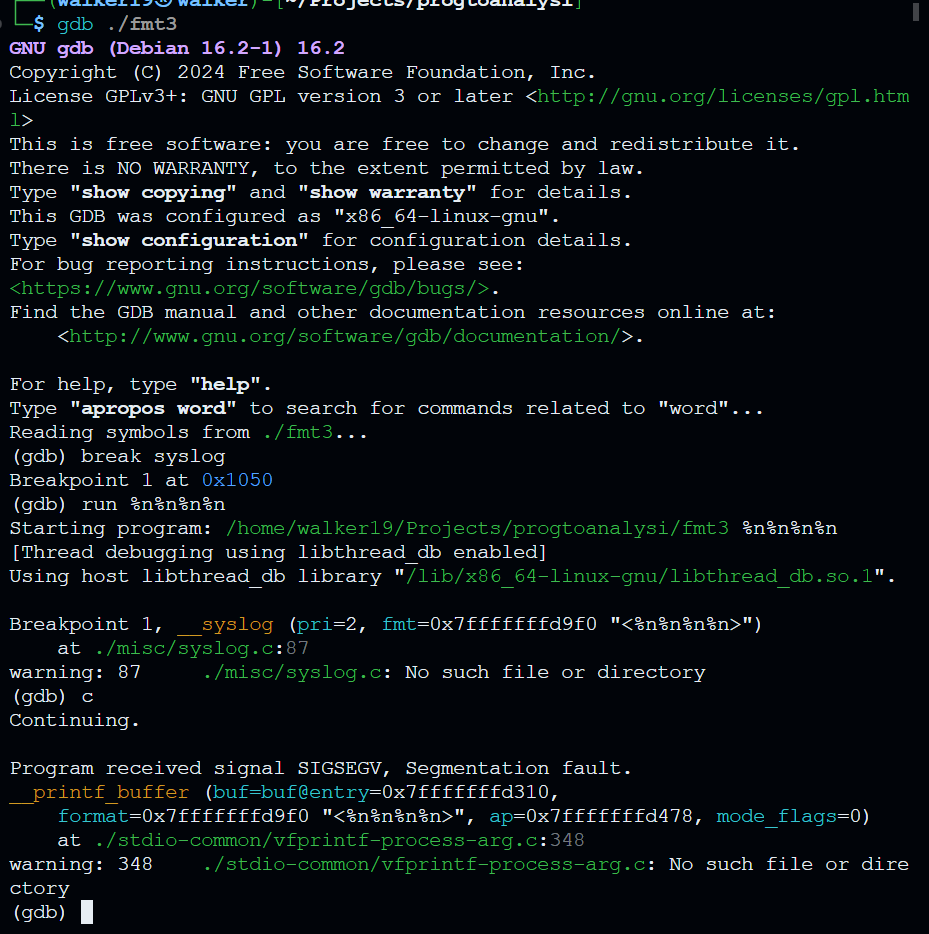 (walker19㉿walker)-[~/Projects/progtoanalysi]
└─$ gdb ./fmt3
GNU gdb (Debian 16.2-1) 16.2
Copyright (C) 2024 Free Software Foundation, Inc.
License GPLv3+: GNU GPL version 3 or later <http://gnu.org/licenses/gpl.htm
l>
This is free software: you are free to change and redistribute it.
There is NO WARRANTY, to the extent permitted by law.
Type "show copying" and "show warranty" for details.
This GDB was configured as "x86_64-linux-gnu".
Type "show configuration" for configuration details.
For bug reporting instructions, please see:
<https://www.gnu.org/software/gdb/bugs/>.
Find the GDB manual and other documentation resources online at:
    <http://www.gnu.org/software/gdb/documentation/>.
For help, type "help".
Type "apropos word" to search for commands related to "word"...
Reading symbols from ./fmt3...
(gdb) break syslog
Breakpoint 1 at 0x1050
(gdb) run %n%n%n%n
Starting program: /home/walker19/Projects/progtoanalysi/fmt3 %n%n%n%n
[Thread debugging using libthread_db enabled]
Using host libthread_db library "/lib/x86_64-linux-gnu/libthread_db.so.1".
Breakpoint 1, __syslog (pri=2, fmt=0x7fffffffd9f0 "<%n%n%n%n>")
    at ./misc/syslog.c:87
warning: 87     ./misc/syslog.c: No such file or directory
(gdb) c
Continuing.
Program received signal SIGSEGV, Segmentation fault.
__printf_buffer (buf=buf@entry=0x7fffffffd310,
    format=0x7fffffffd9f0 "<%n%n%n%n>", ap=0x7fffffffd478, mode_flags=0)
    at ./stdio-common/vfprintf-process-arg.c:348
warning: 348    ./stdio-common/vfprintf-process-arg.c: No such file or dire
ctory
(gdb)